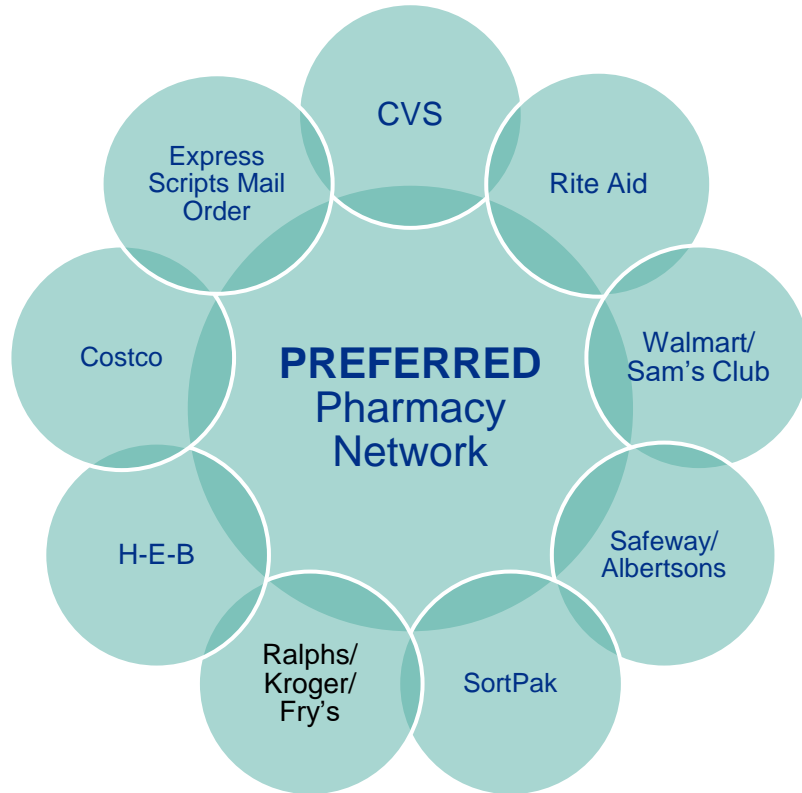 CVS
Rite Aid
Walmart/
Sam’s Club
Safeway/
Albertsons
SortPak
Ralphs/
Kroger/
Fry’s
H-E-B
Costco
Express
Scripts Mail
Order
PREFERRED
Pharmacy
Network